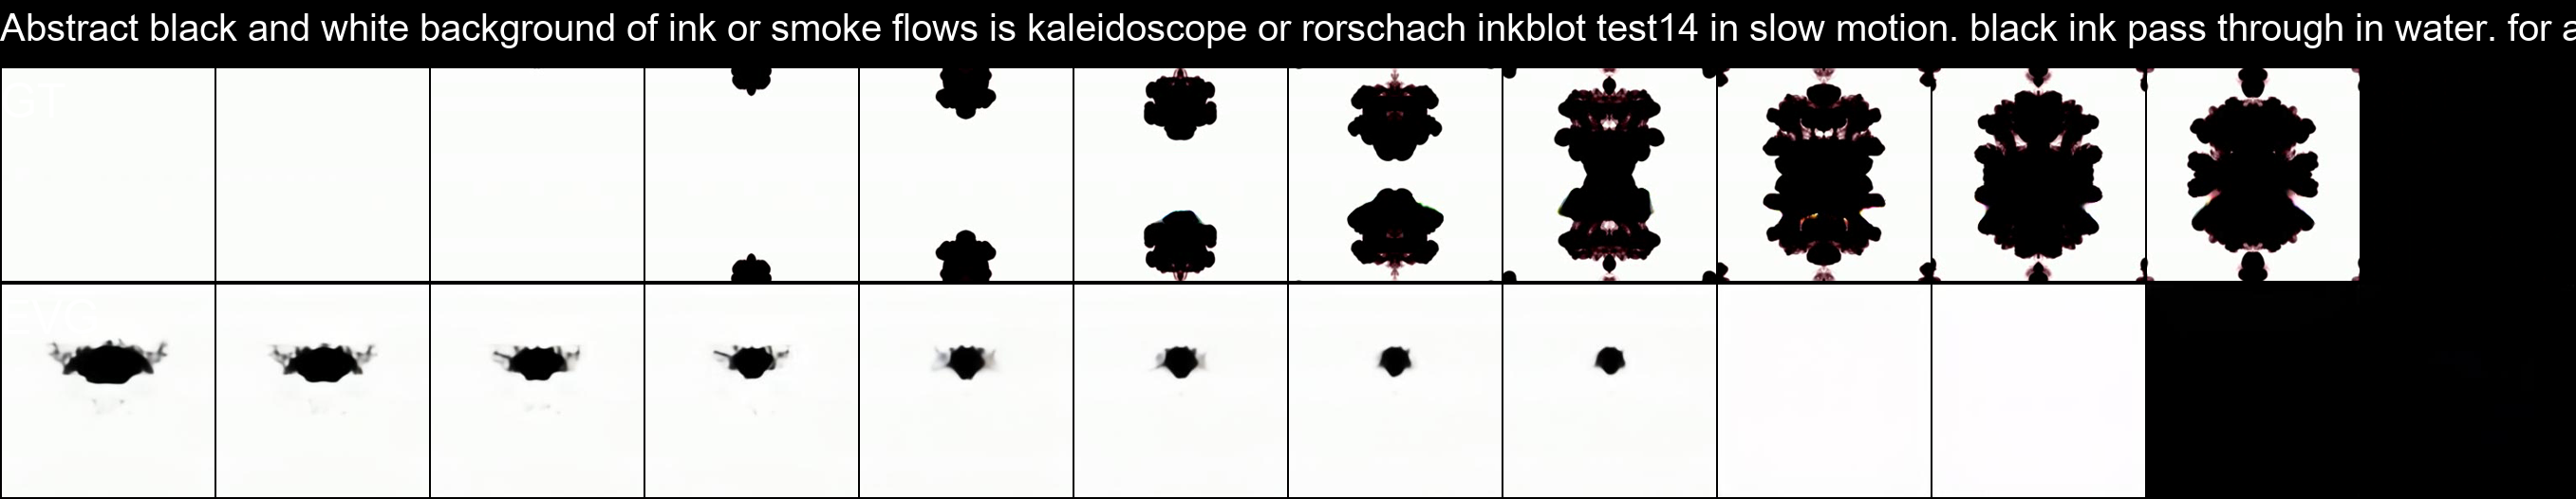 Abstract black and white background of ink or smoke flows is kaleidoscope or rorschach inkblot test14 in slow motion. black ink pass through in water. for a
GT
EVG